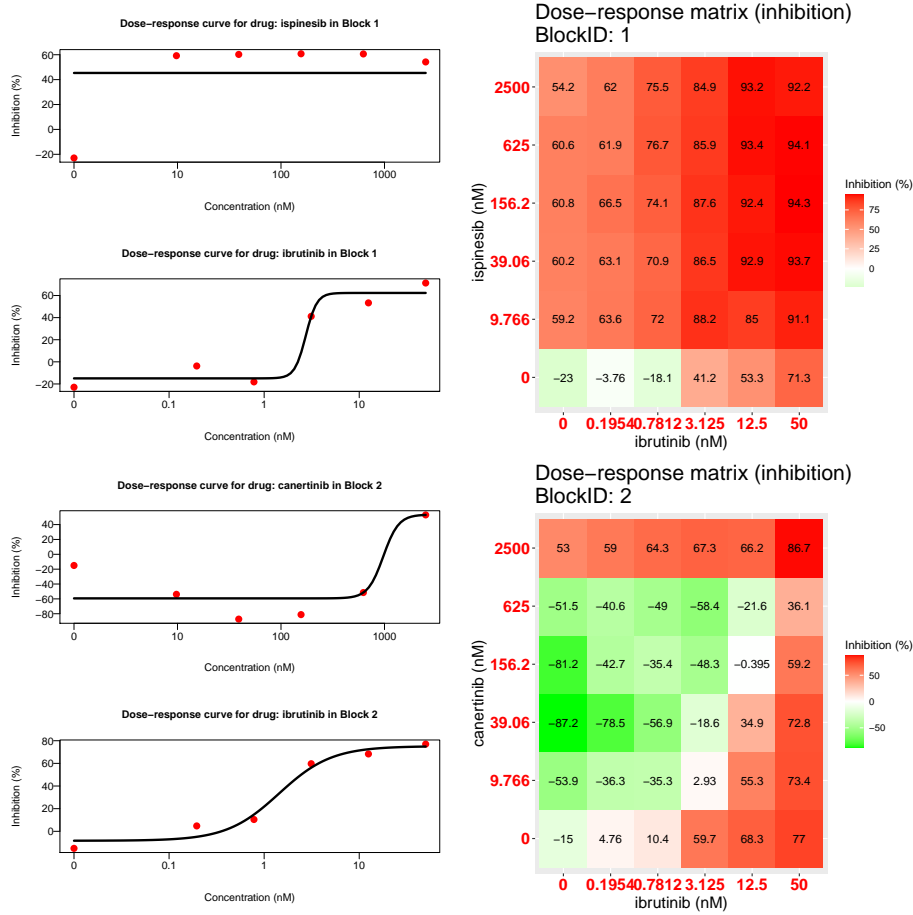 Dose−response curve for drug: ispinesib in Block 1
Inhibition (%)
60
40
20
0
−20
0 10 100 1000
Concentration (nM)
Dose−response curve for drug: ibrutinib in Block 1
Inhibition (%)
60
40
20
0
−20
0 0.1 1 10
Concentration (nM)
Dose−response matrix (inhibition)
BlockID: 1
ispinesib (nM)
2500 54.2 62 75.5 84.9 93.2 92.2
625 60.6 61.9 76.7 85.9 93.4 94.1
156.2 60.8 66.5 74.1 87.6 92.4 94.3
39.06 60.2 63.1 70.9 86.5 92.9 93.7
9.766 59.2 63.6 72 88.2 85 91.1
0 −23 −3.76 −18.1 41.2 53.3 71.3
0 0.1954 0.7812 3.125 12.5 50
ibrutinib (nM)
Inhibition (%)
75
50
25
0
Dose−response curve for drug: canertinib in Block 2
Inhibition (%)
40
20
0
−20
−40
−60
−80
0 10 100 1000
Concentration (nM)
Dose−response curve for drug: ibrutinib in Block 2
Inhibition (%)
80
60
40
20
0
0 0.1 1 10
Concentration (nM)
Dose−response matrix (inhibition)
BlockID: 2
canertinib (nM)
2500 53 59 64.3 67.3 66.2 86.7
625 −51.5 −40.6 −49 −58.4 −21.6 36.1
156.2 −81.2 −42.7 −35.4 −48.3 −0.395 59.2
39.06 −87.2 −78.5 −56.9 −18.6 34.9 72.8
9.766 −53.9 −36.3 −35.3 2.93 55.3 73.4
0 −15 4.76 10.4 59.7 68.3 77
0 0.1954 0.7812 3.125 12.5 50
ibrutinib (nM)
Inhibition (%)
50
0
−50